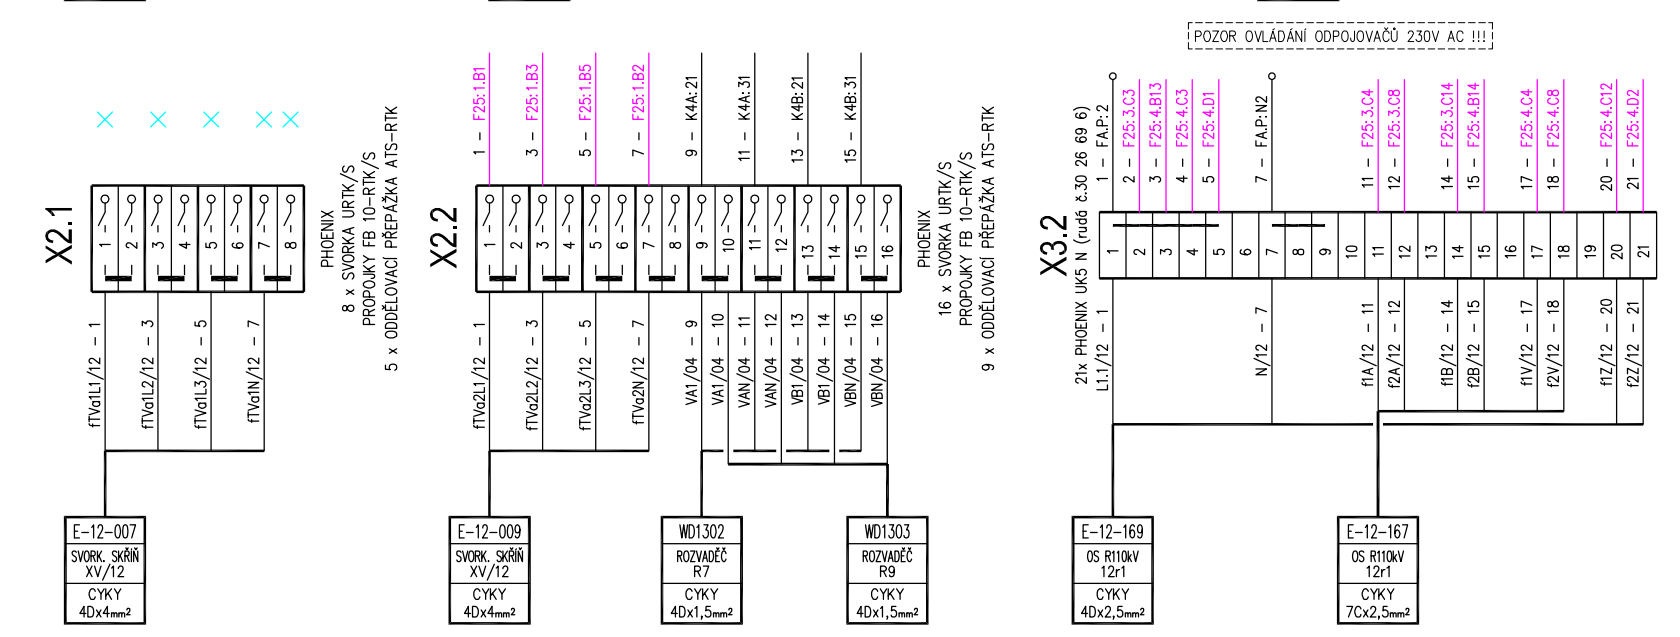 POZOR OVLÁDÁNÍ ODPOJOVAČŮ 230V AC !!!
X2.1
1
2
3
4
5
6
7
8
PHOENIX
8 x SVORKA URTK/S
PROPOJKY FB 10-RTK/S
5 x ODDĚLOVACÍ PŘEPÁŽKA ATS-RTK
fTVa1L1/12 - 1
fTVa1L2/12 - 3
fTVa1L3/12 - 5
fTVa1N/12 - 7
E-12-007
SVORK. SKŘÍŇ
XV/12
CYKY
4Dx4mm²
X2.2
1 - F25:1.B1
3 - F25:1.B3
5 - F25:1.B5
7 - F25:1.B2
9 - K4A:21
11 - K4A:31
13 - K4B:21
15 - K4B:31
1
2
3
4
5
6
7
8
9
10
11
12
13
14
15
16
PHOENIX
16 x SVORKA URTK/S
PROPOJKY FB 10-RTK/S
9 x ODDĚLOVACÍ PŘEPÁŽKA ATS-RTK
fTVa2L1/12 - 1
fTVa2L2/12 - 3
fTVa2L3/12 - 5
fTVa2N/12 - 7
VA1/04 - 9
VA1/04 - 10
VAN/04 - 11
VAN/04 - 12
VB1/04 - 13
VB1/04 - 14
VBN/04 - 15
VBN/04 - 16
E-12-009
SVORK. SKŘÍŇ
XV/12
CYKY
4Dx4mm²
WD1302
ROZVADĚČ
R7
CYKY
4Dx1,5mm²
WD1303
ROZVADĚČ
R9
CYKY
4Dx1,5mm²
X3.2
21x PHOENIX UK5 N (rudá č.30 26 69 6)
1 - FA.P:2
2 - F25:3.C3
3 - F25:4.B13
4 - F25:4.C3
5 - F25:4.D1
7 - FA.P:N2
11 - F25:3.C4
12 - F25:3.C8
14 - F25:3.C14
15 - F25:4.B14
17 - F25:4.C4
18 - F25:4.C8
20 - F25:4.C12
21 - F25:4.D2
1
2
3
4
5
6
7
8
9
10
11
12
13
14
15
16
17
18
19
20
21
L1.1/12 - 1
N/12 - 7
f1A/12 - 11
f2A/12 - 12
f1B/12 - 14
f2B/12 - 15
f1V/12 - 17
f2V/12 - 18
f1Z/12 - 20
f2Z/12 - 21
E-12-169
OS R110kV
12r1
CYKY
4Dx2,5mm²
E-12-167
OS R110kV
12r1
CYKY
7Cx2,5mm²